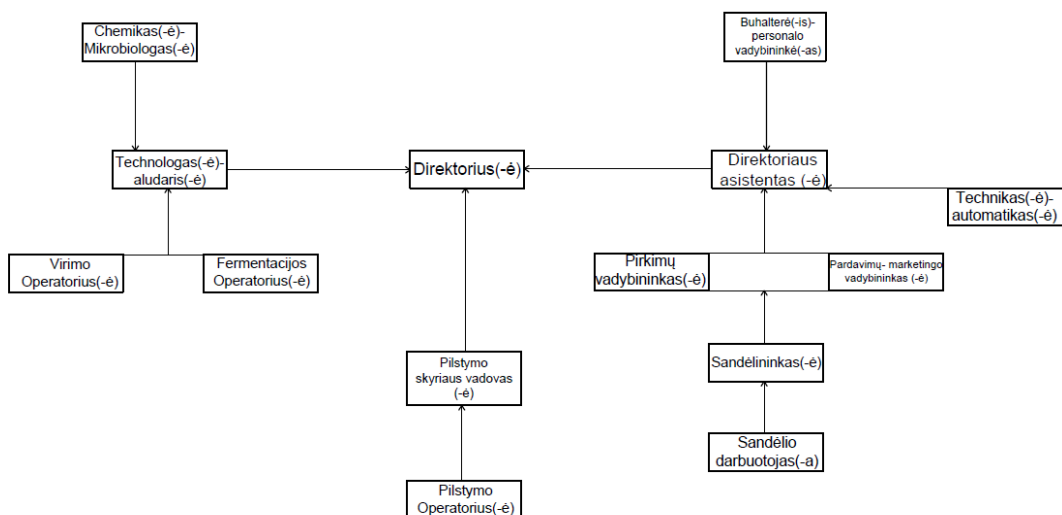 Chemikas(-ė)-
Mikrobiologas(-ė)
Buhalterė(-is)-
personalo
vadybininkė(-as)
Technologas(-ė)-
aludaris(-ė)
Direktorius(-ė)
Direktoriaus
asistentas (-ė)
Technikas(-ė)-
automatikas(-ė)
Virimo
Operatorius(-ė)
Fermentacijos
Operatorius(-ė)
Pirkimų
vadybininkas(-ė)
Pardavimų- marketingo
vadybininkas (-ė)
Pilstymo
skyriaus vadovas
(-ė)
Sandėlininkas(-ė)
Sandėlio
darbuotojas(-a)
Pilstymo
Operatorius(-ė)